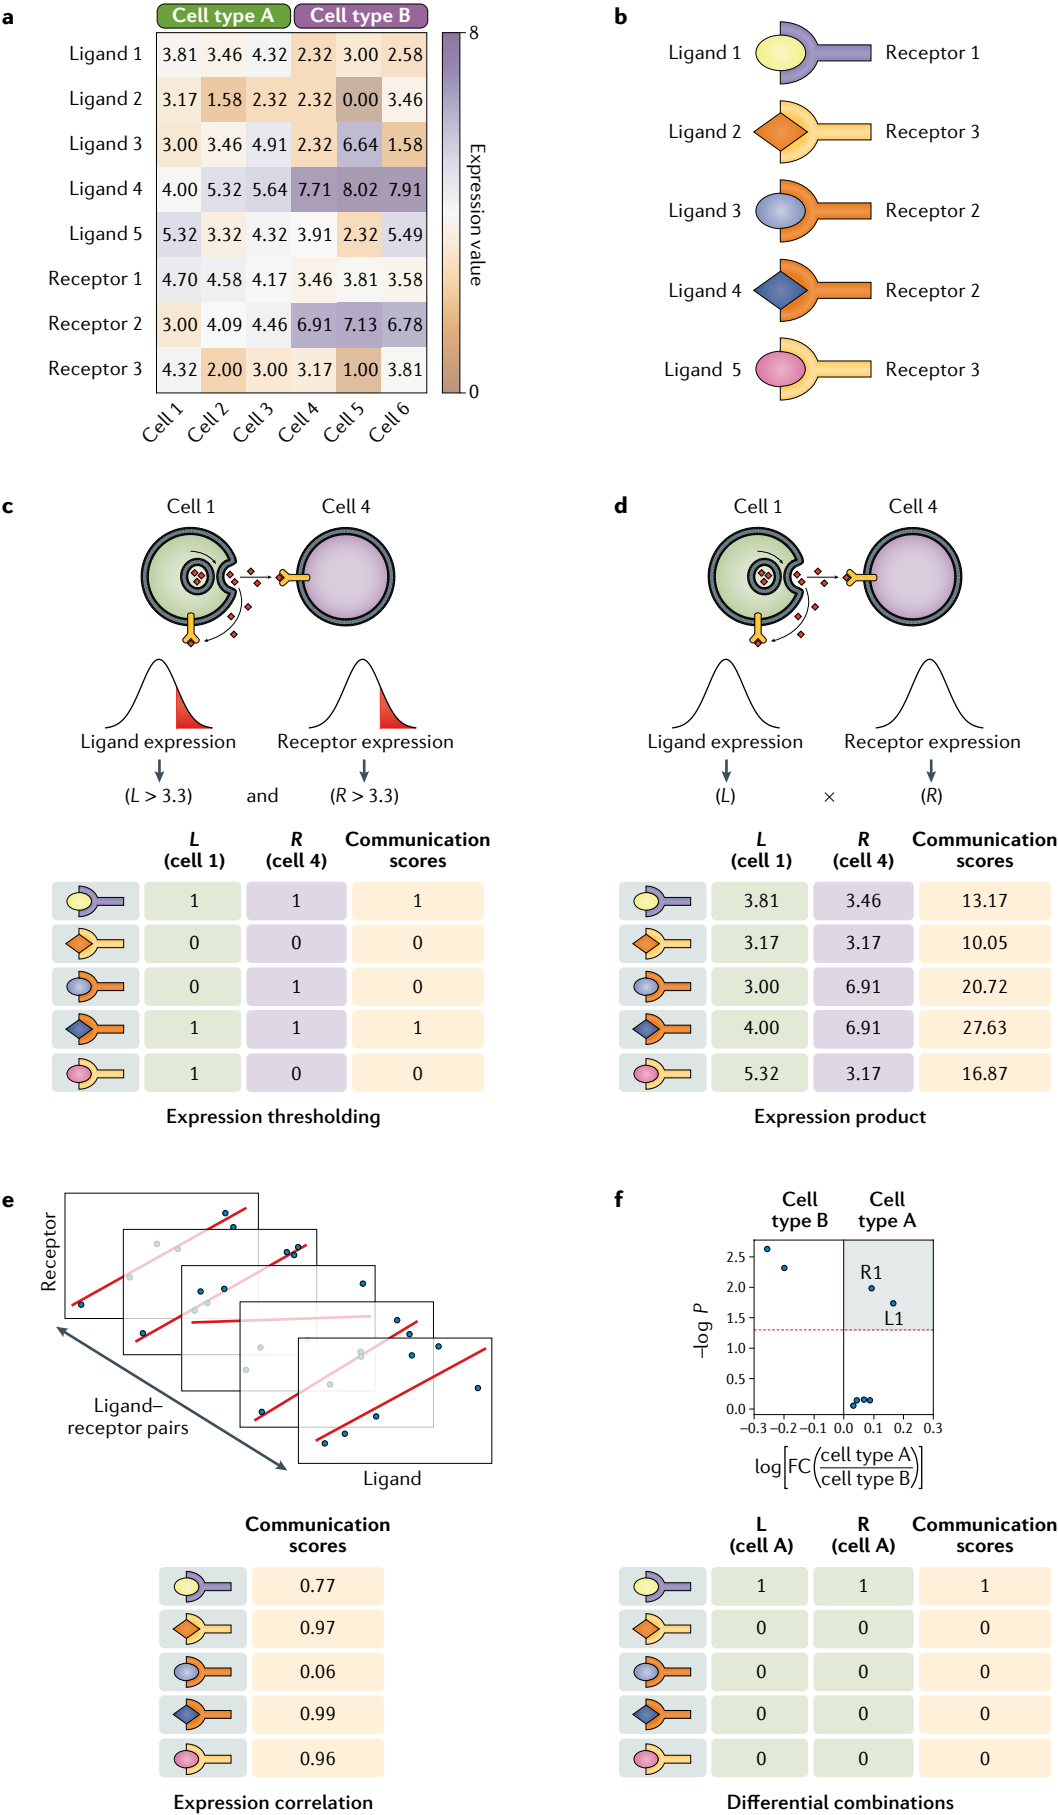 a
Cell type A Cell type B
Ligand 1 3.81 3.46 4.32 2.32 3.00 2.58
Ligand 2 3.17 1.58 2.32 2.32 0.00 3.46
Ligand 3 3.00 3.46 4.91 2.32 6.64 1.58
Ligand 4 4.00 5.32 5.64 7.71 8.02 7.91
Ligand 5 5.32 3.32 4.32 3.91 2.32 5.49
Receptor 1 4.70 4.58 4.17 3.46 3.81 3.58
Receptor 2 3.00 4.09 4.46 6.91 7.13 6.78
Receptor 3 4.32 2.00 3.00 3.17 1.00 3.81
Cell 1 Cell 2 Cell 3 Cell 4 Cell 5 Cell 6
8
Expression value
0
b
Ligand 1 Receptor 1
Ligand 2 Receptor 3
Ligand 3 Receptor 2
Ligand 4 Receptor 2
Ligand 5 Receptor 3
c
Cell 1 Cell 4
Ligand expression Receptor expression
(L > 3.3) and (R > 3.3)
L R Communication
(cell 1) (cell 4) scores
1 1 1
0 0 0
0 1 0
1 1 1
1 0 0
Expression thresholding
d
Cell 1 Cell 4
Ligand expression Receptor expression
(L) × (R)
L R Communication
(cell 1) (cell 4) scores
3.81 3.46 13.17
3.17 3.17 10.05
3.00 6.91 20.72
4.00 6.91 27.63
5.32 3.17 16.87
Expression product
e
Receptor
Ligand–
receptor pairs
Ligand
Communication
scores
0.77
0.97
0.06
0.99
0.96
Expression correlation
f
Cell Cell
type B type A
2.5
2.0
1.5
1.0
0.5
0.0
–log P
R1
L1
−0.3 −0.2 −0.1 0.0 0.1 0.2 0.3
log[FC(cell type A/cell type B)]
L R Communication
(cell A) (cell A) scores
1 1 1
0 0 0
0 0 0
0 0 0
0 0 0
Differential combinations